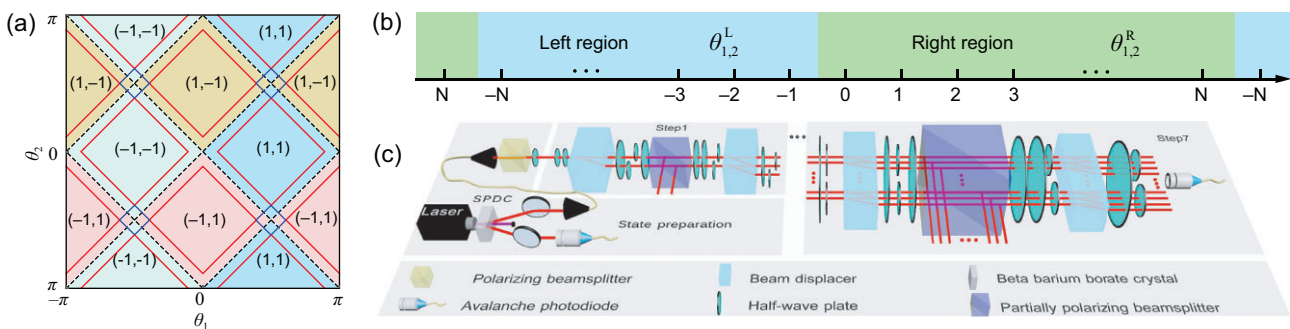 (a)
π
(-1,-1)
(1,1)
(1,-1)
(1,-1)
(1,-1)
θ2
0
(-1,-1)
(1,1)
(-1,1)
(-1,1)
(-1,1)
(-1,-1)
(1,1)
π
−π
0
π
θ1
(b)
Left region
θ1,2^L
Right region
θ1,2^R
...
...
N
–N
–3
–2
–1
0
1
2
3
N
–N
(c)
Step1
...
Step7
Laser
SPDC
State preparation
Polarizing beamsplitter
Beam displacer
Beta barium borate crystal
Avalanche photodiode
Half-wave plate
Partially polarizing beamsplitter